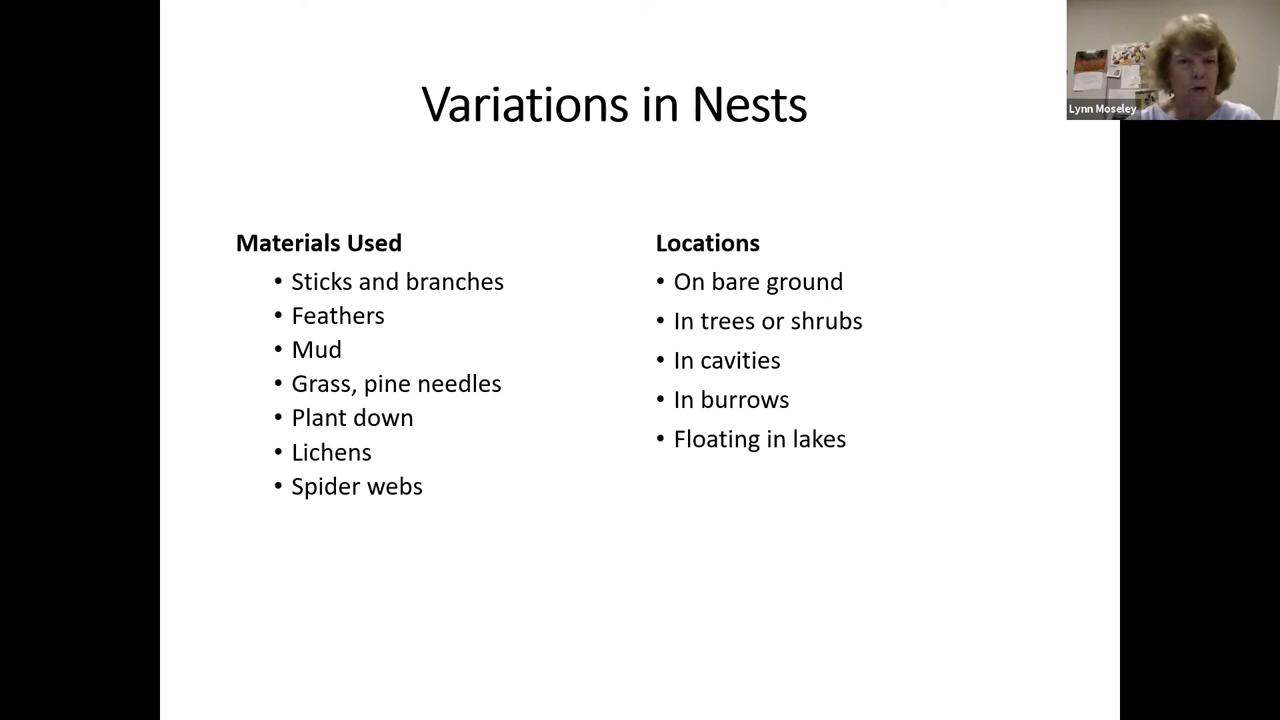 Variations in Nests
Materials Used
• Sticks and branches
• Feathers
• Mud
• Grass, pine needles
• Plant down
• Lichens
• Spider webs
Locations
• On bare ground
• In trees or shrubs
• In cavities
• In burrows
• Floating in lakes
Lynn Moseley